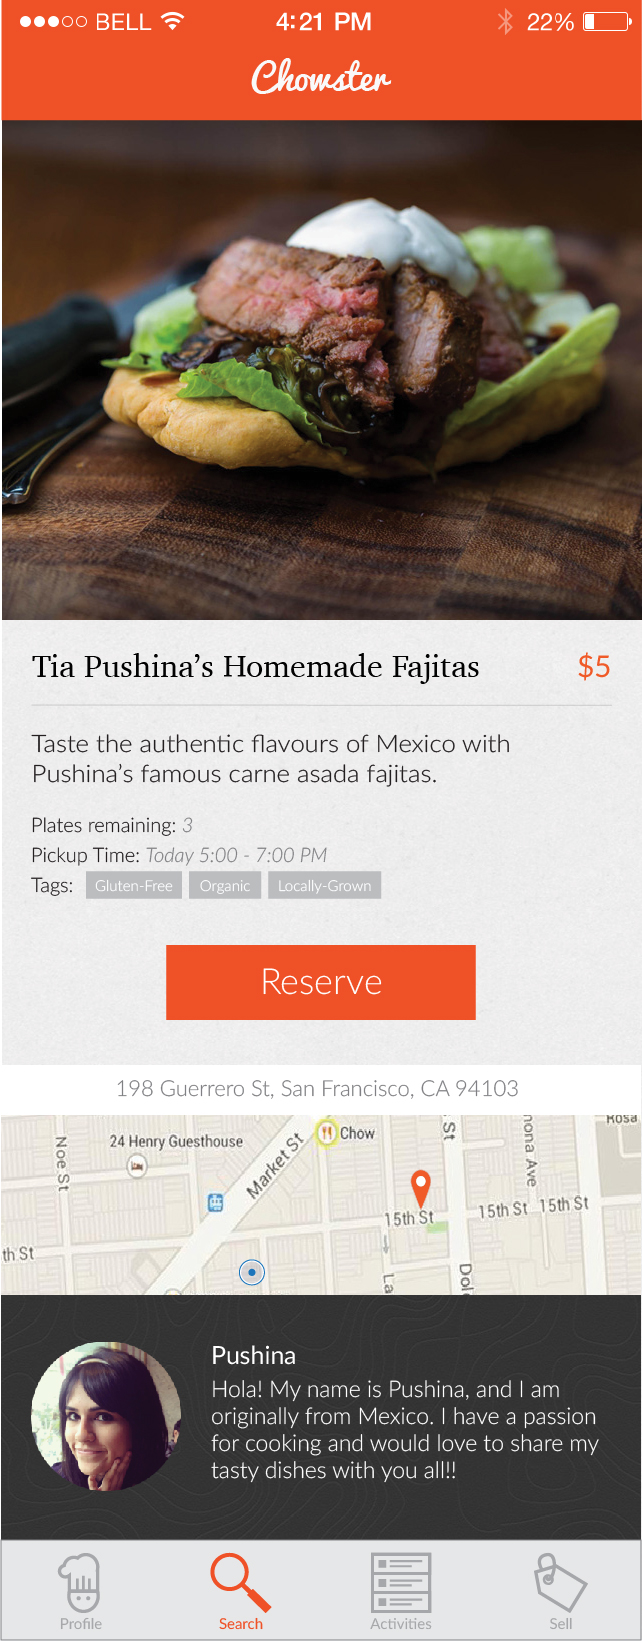 BELL 4:21 PM 22%
Chowster
Tia Pushina's Homemade Fajitas $5
Taste the authentic flavours of Mexico with
Pushina's famous carne asada fajitas.
Plates remaining: 3
Pickup Time: Today 5:00 - 7:00 PM
Tags: Gluten-Free Organic Locally-Grown
Reserve
198 Guerrero St, San Francisco, CA 94103
Rosa
24 Henry Guesthouse
Chow
St
nona Ave
Noe St
Market St
15th St
15th St
15th St
th St
La
Dol
Pushina
Hola! My name is Pushina, and I am
originally from Mexico. I have a passion
for cooking and would love to share my
tasty dishes with you all!!
Profile Search Activities Sell